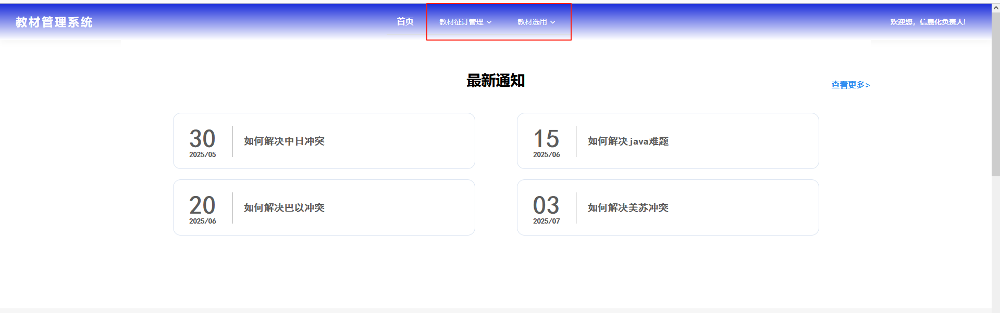 教材管理系统
首页 教材征订管理 教材选用
欢迎您，信息化负责人!
最新通知
查看更多>
30
2025/05
如何解决中日冲突
15
2025/06
如何解决java难题
20
2025/06
如何解决巴以冲突
03
2025/07
如何解决美苏冲突